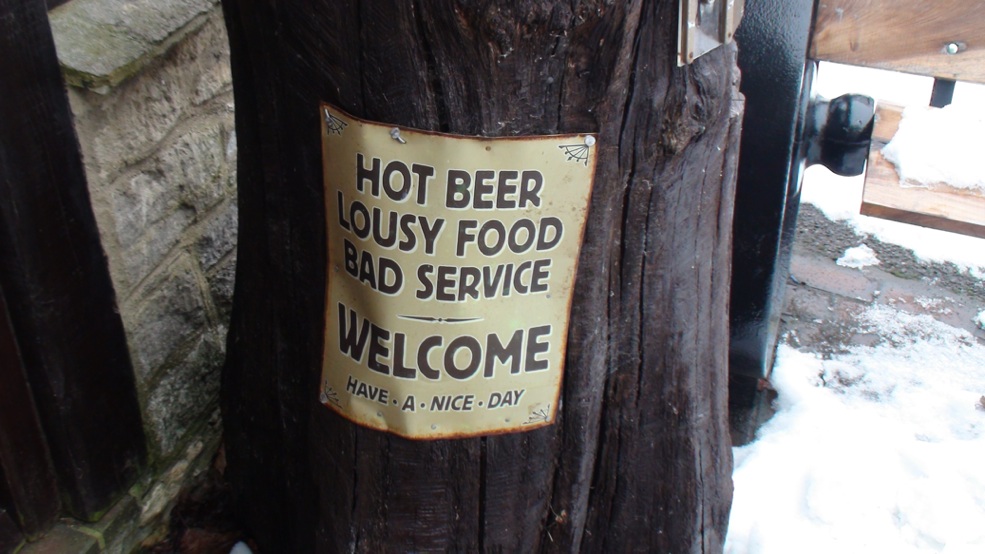 HOT BEER
LOUSY FOOD
BAD SERVICE
WELCOME
HAVE · A · NICE · DAY